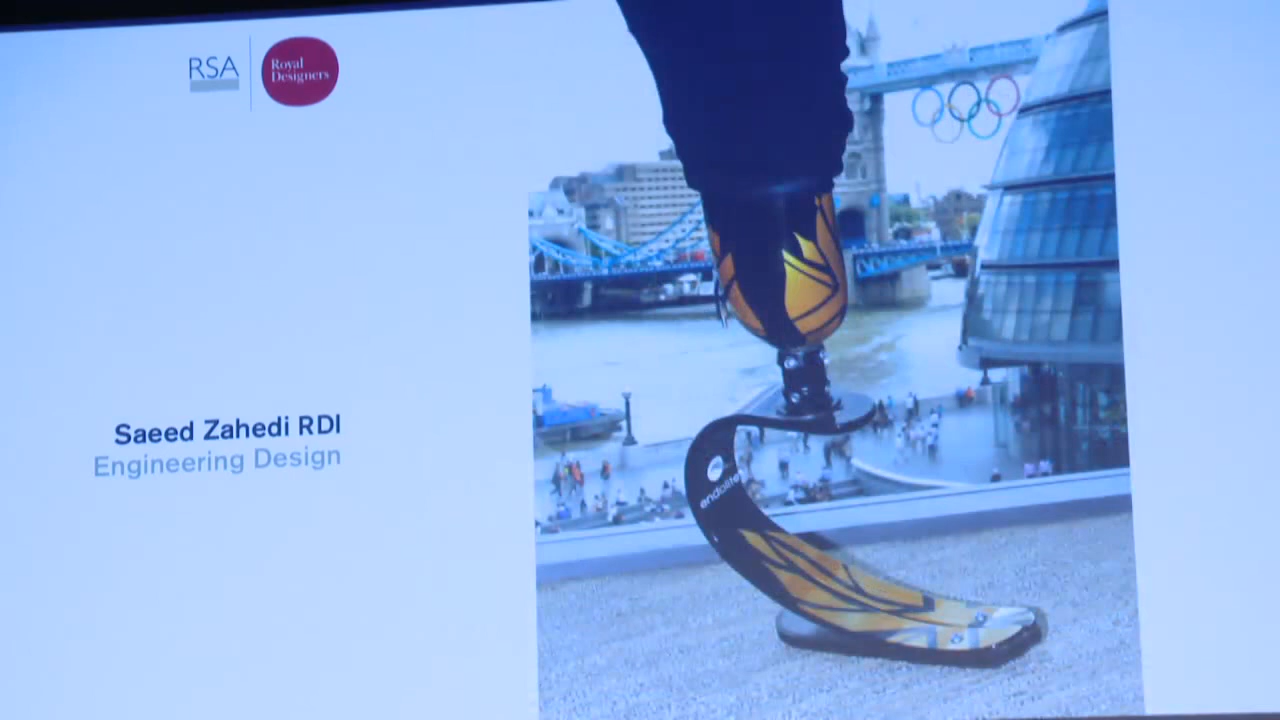 RSA
Royal
Designers
Saeed Zahedi RDI
Engineering Design
endolite